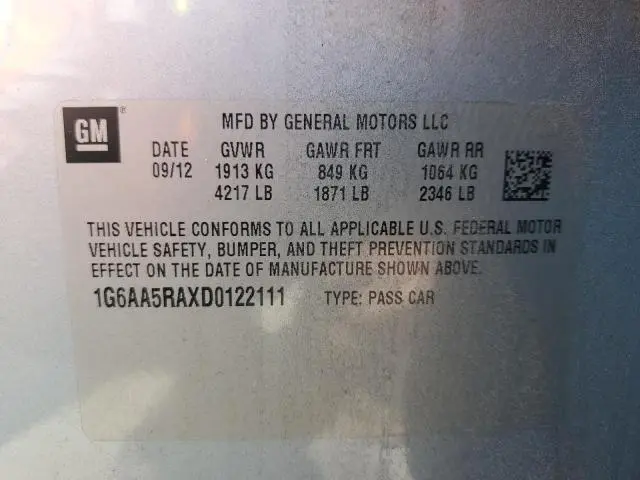 GM ®
MFD BY GENERAL MOTORS LLC
DATE GVWR GAWR FRT GAWR RR
09/12 1913 KG 849 KG 1064 KG
4217 LB 1871 LB 2346 LB
THIS VEHICLE CONFORMS TO ALL APPLICABLE U.S. FEDERAL MOTOR
VEHICLE SAFETY, BUMPER, AND THEFT PREVENTION STANDARDS IN
EFFECT ON THE DATE OF MANUFACTURE SHOWN ABOVE.
1G6AA5RAXD0122111 TYPE: PASS CAR